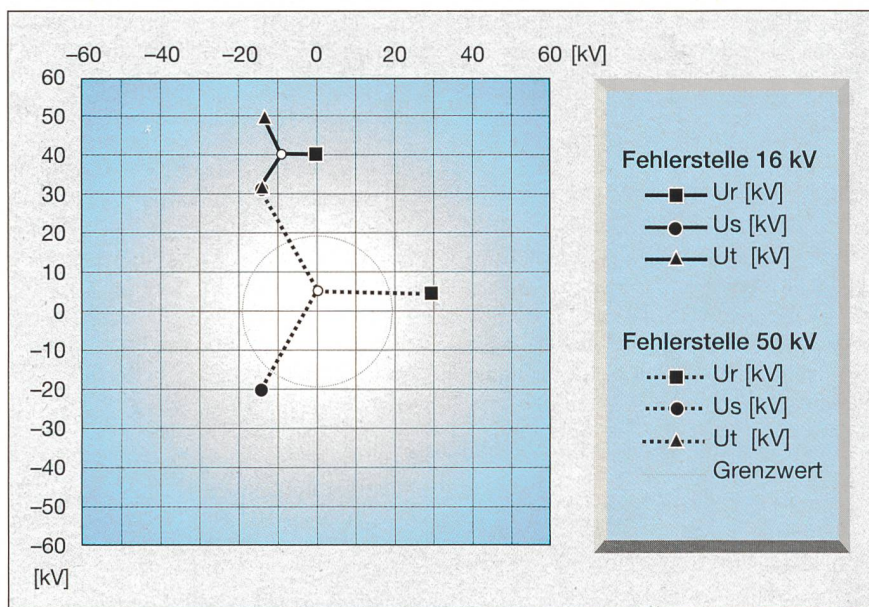 −60 −40 −20 0 20 40 60 [kV]
60
50
40
30
20
10
0
−10
−20
−30
−40
−50
−60
[kV]
Fehlerstelle 16 kV
Ur [kV]
Us [kV]
Ut [kV]
Fehlerstelle 50 kV
Ur [kV]
Us [kV]
Ut [kV]
Grenzwert